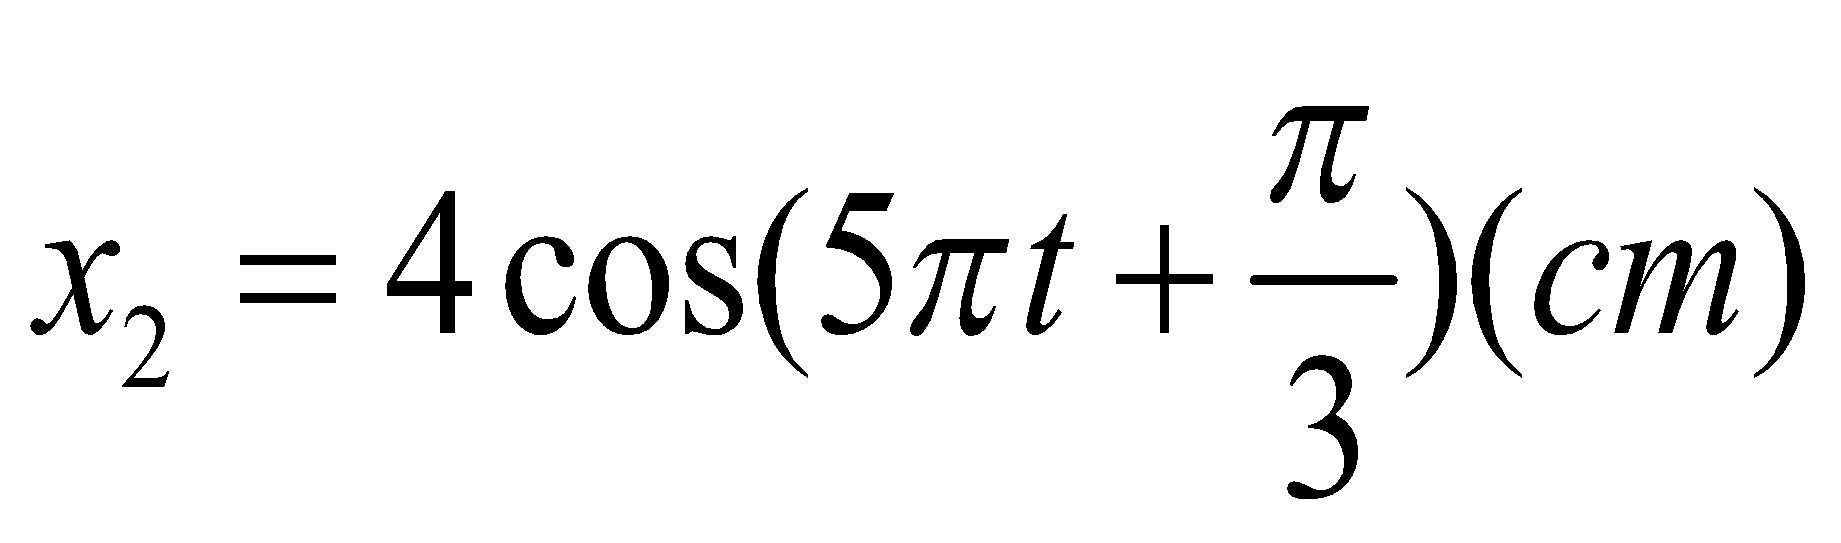 x₂ = 4cos(5πt + π/3)(cm)